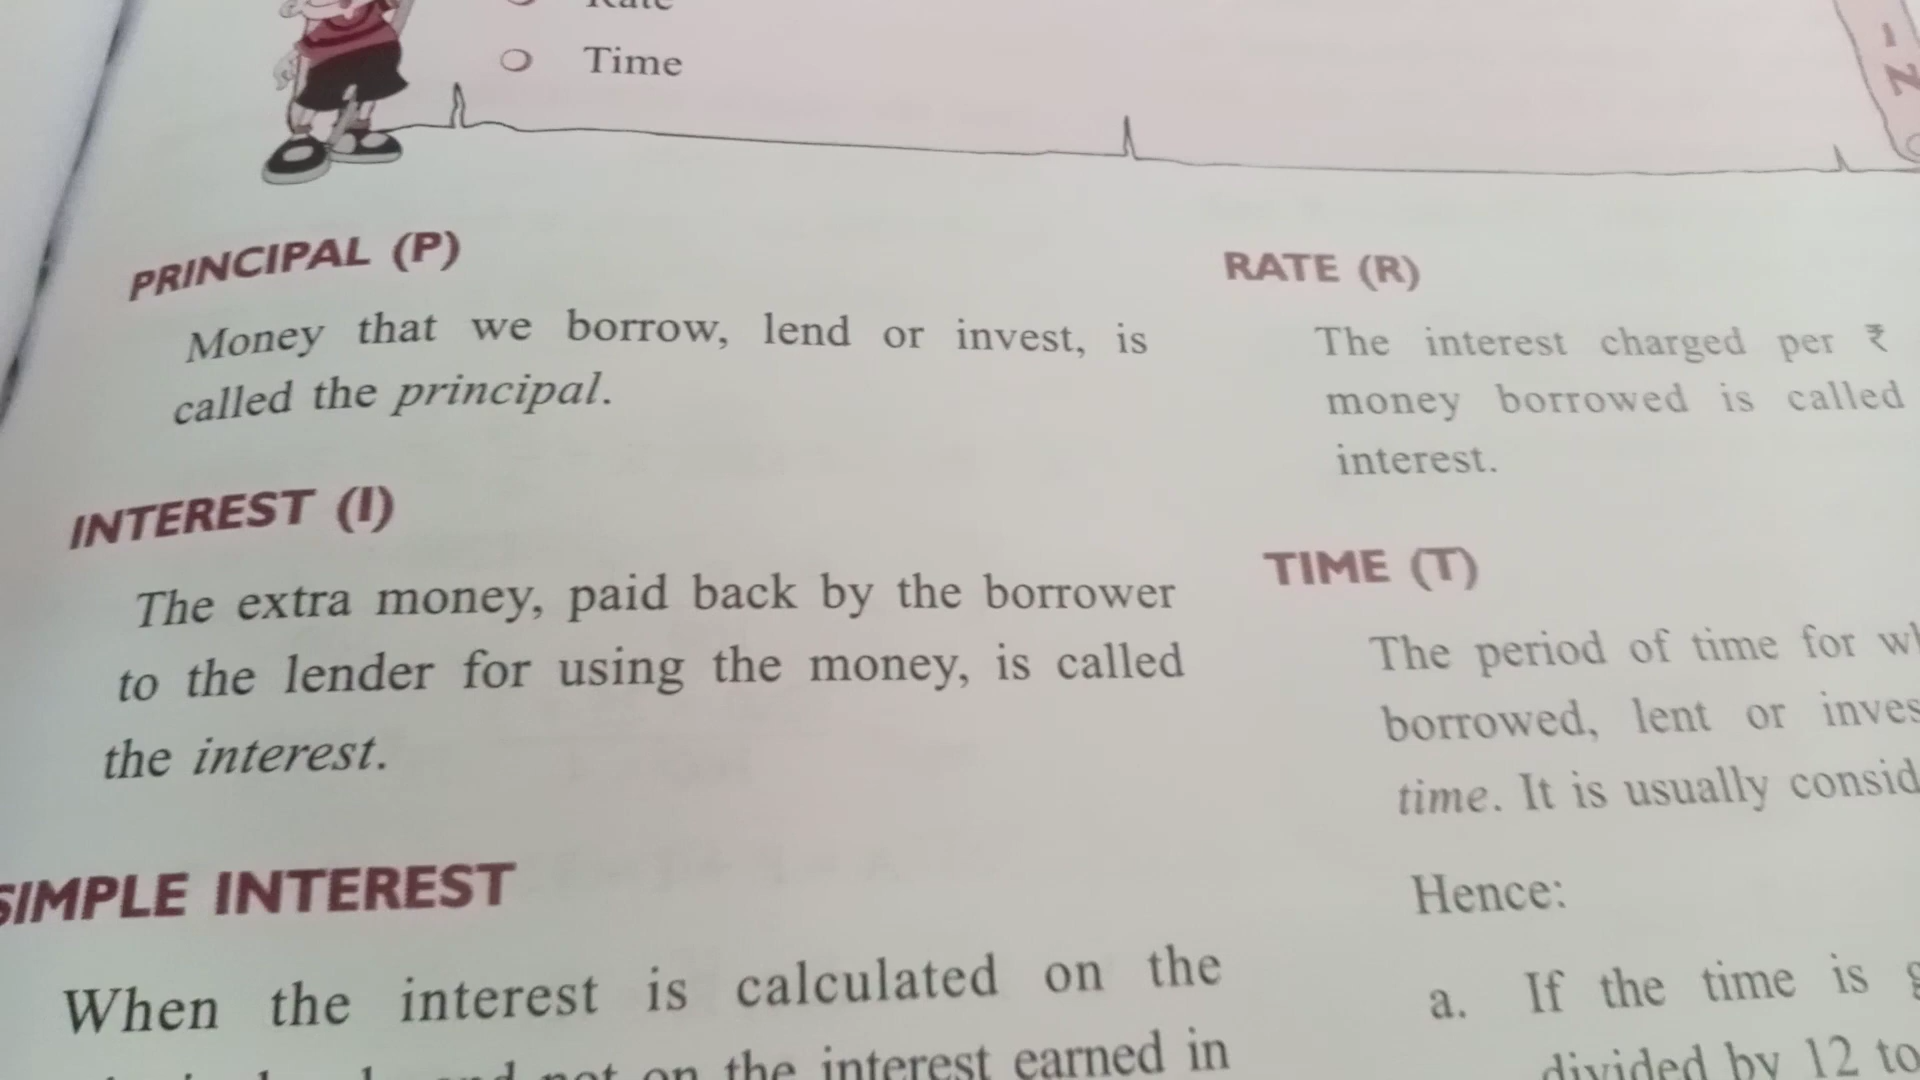 Time
PRINCIPAL (P)
Money that we borrow, lend or invest, is
called the principal.
INTEREST (I)
The extra money, paid back by the borrower
to the lender for using the money, is called
the interest.
SIMPLE INTEREST
When the interest is calculated on the
not on the interest earned in
RATE (R)
The interest charged per ₹
money borrowed is called
interest.
TIME (T)
The period of time for
borrowed, lent or
time. It is usually
Hence:
a. If the time is
divided by 12 to